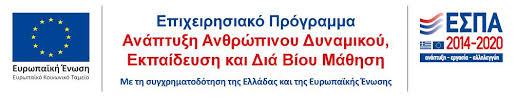 Ευρωπαϊκή Ένωση
Ευρωπαϊκό Κοινωνικό Ταμείο
Επιχειρησιακό Πρόγραμμα
Ανάπτυξη Ανθρώπινου Δυναμικού,
Εκπαίδευση και Διά Βίου Μάθηση
Με τη συγχρηματοδότηση της Ελλάδας και της Ευρωπαϊκής Ένωσης
ΕΣΠΑ
2014-2020
ανάπτυξη - εργασία - αλληλεγγύη